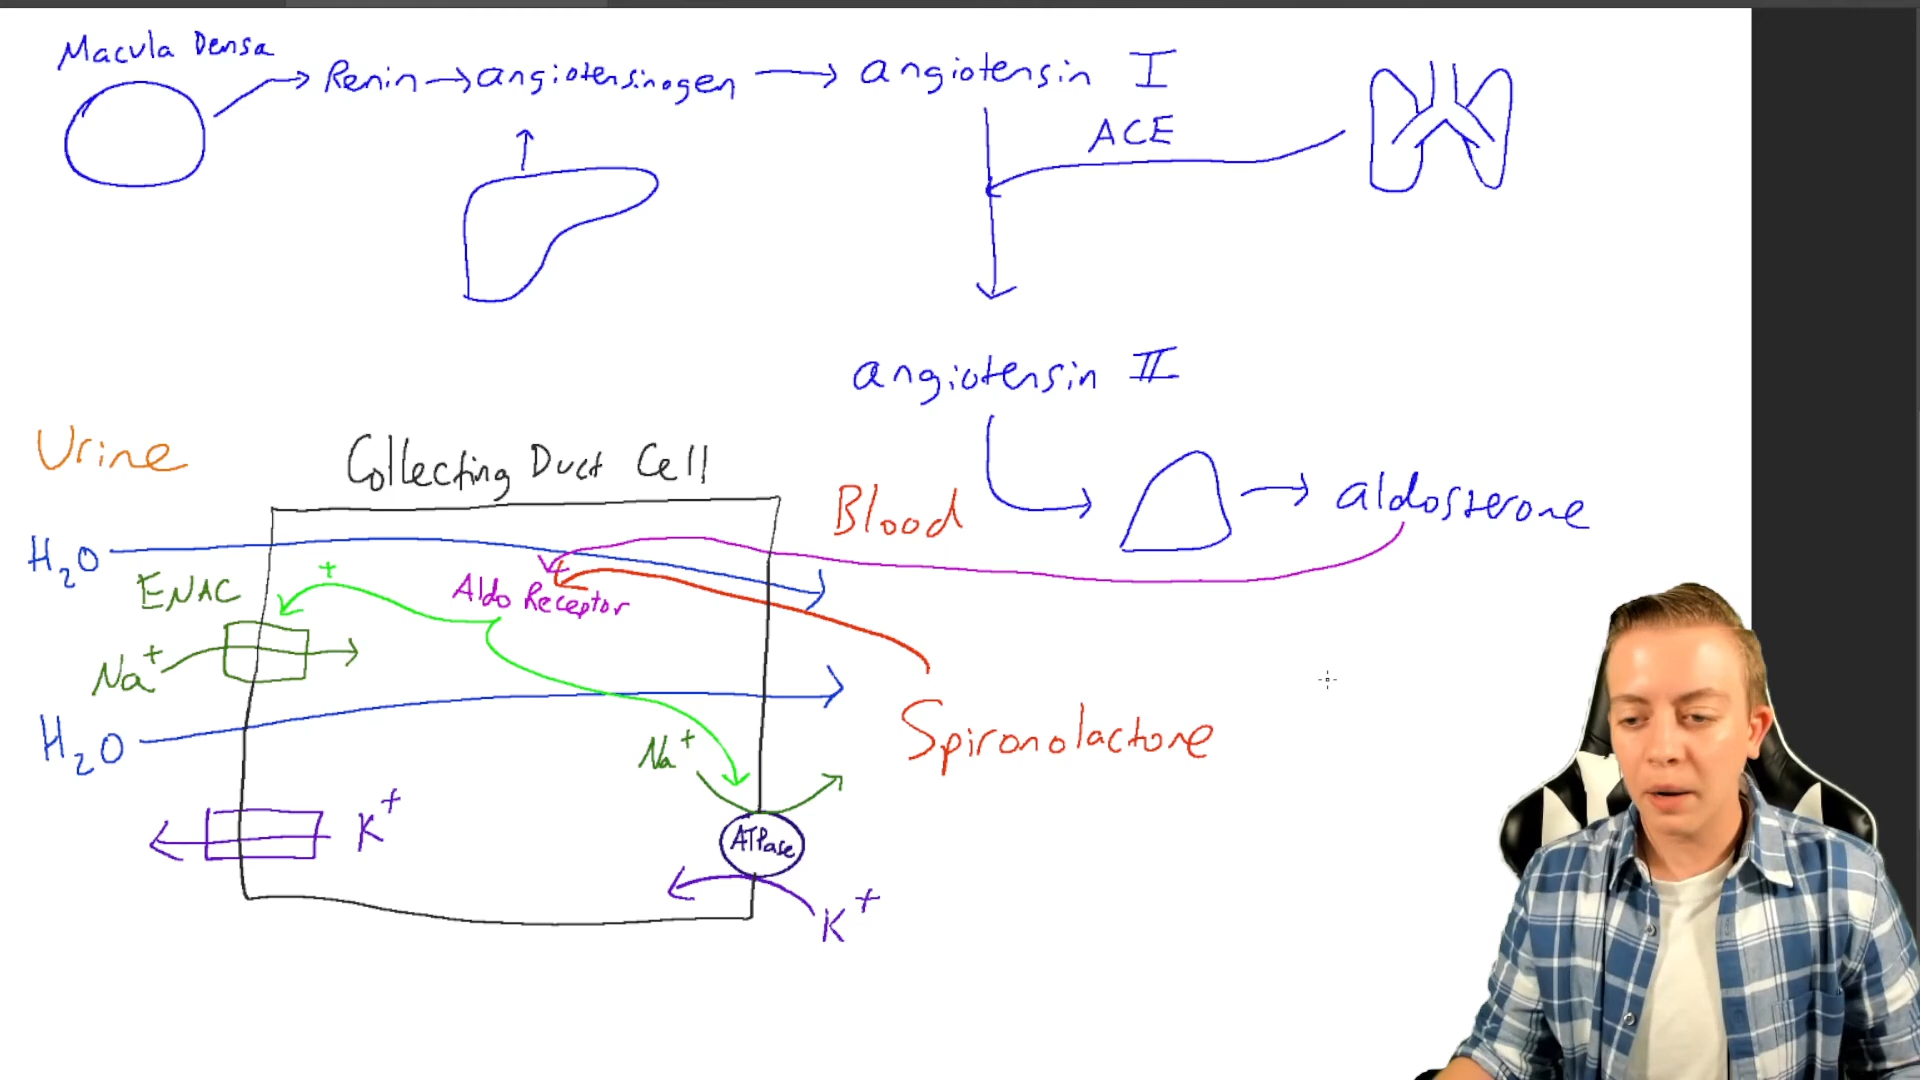 Macula Densa
Renin → angiotensinogen → angiotensin I
ACE
angiotensin II
aldosterone
Urine
Collecting Duct Cell
Blood
H₂O
ENAC
+
Aldo Receptor
Na⁺
H₂O
Na⁺
Spironolactone
K⁺
ATPase
K⁺